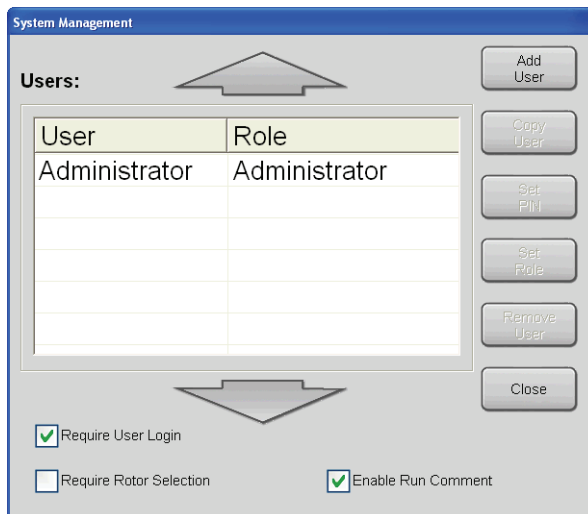 System Management
Users:
User Role
Administrator Administrator
Add
User
Copy
User
Set
PIN
Set
Role
Remove
User
Close
Require User Login
Require Rotor Selection
Enable Run Comment